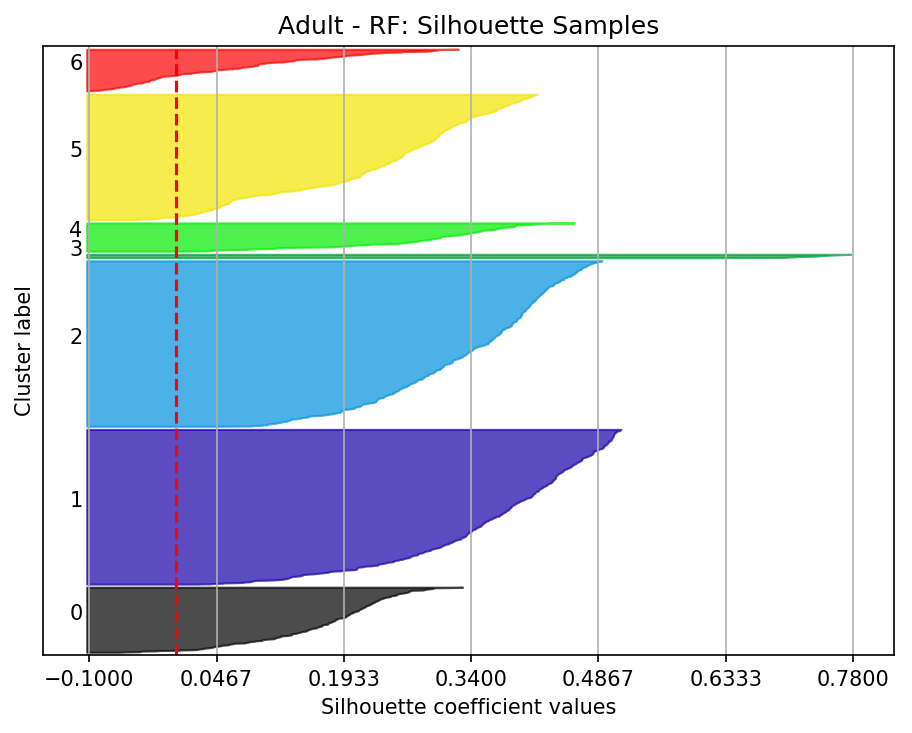 Adult - RF: Silhouette Samples
6
5
4
3
2
1
0
Cluster label
−0.1000 0.0467 0.1933 0.3400 0.4867 0.6333 0.7800
Silhouette coefficient values